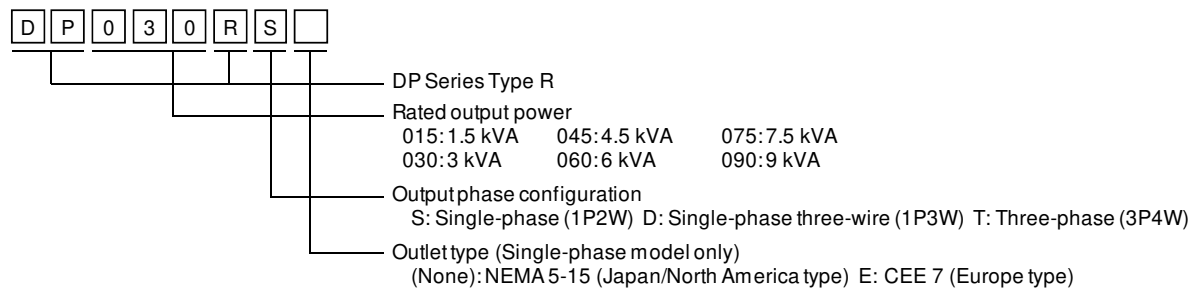 DP030RS
DP Series Type R
Rated output power
015: 1.5 kVA 045: 4.5 kVA 075: 7.5 kVA
030: 3 kVA 060: 6 kVA 090: 9 kVA
Output phase configuration
S: Single-phase (1P2W) D: Single-phase three-wire (1P3W) T: Three-phase (3P4W)
Outlet type (Single-phase model only)
(None): NEMA 5-15 (Japan/North America type) E: CEE 7 (Europe type)